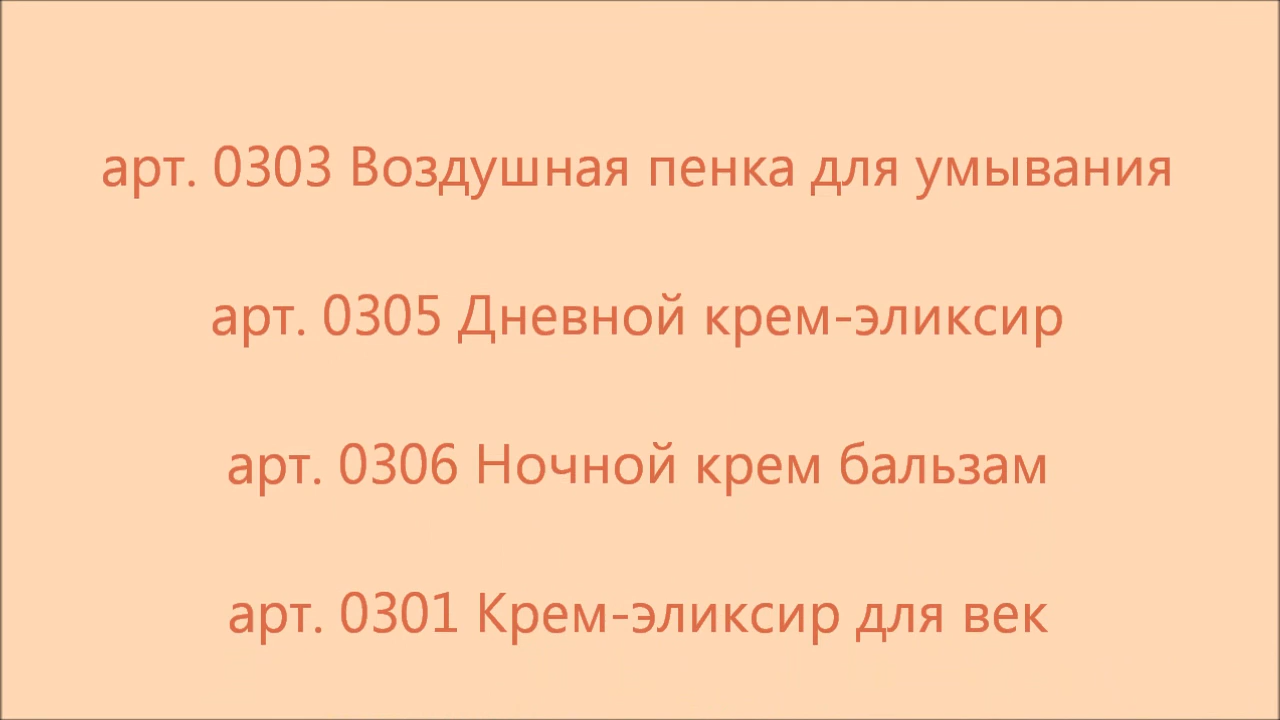 арт. 0303 Воздушная пенка для умывания
арт. 0305 Дневной крем-эликсир
арт. 0306 Ночной крем бальзам
арт. 0301 Крем-эликсир для век